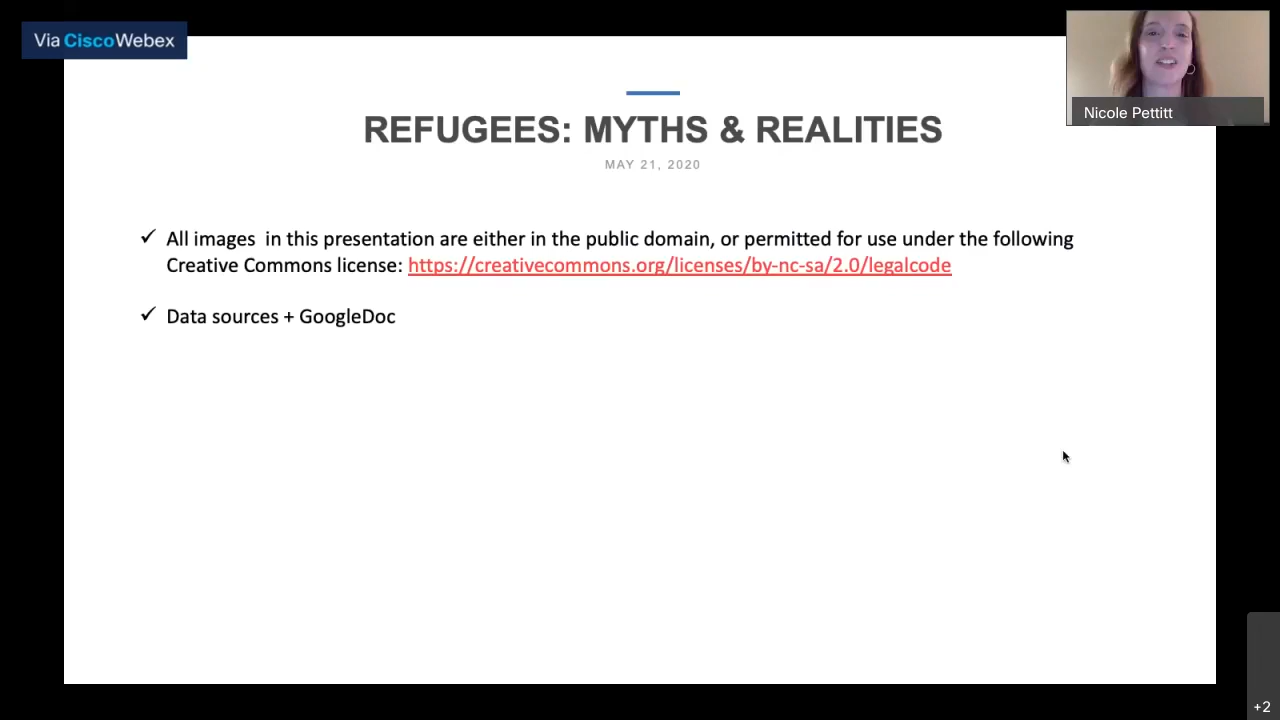 Via CiscoWebex
Nicole Pettitt
REFUGEES: MYTHS & REALITIES
MAY 21, 2020
✓ All images in this presentation are either in the public domain, or permitted for use under the following
Creative Commons license: https://creativecommons.org/licenses/by-nc-sa/2.0/legalcode
✓ Data sources + GoogleDoc
+2